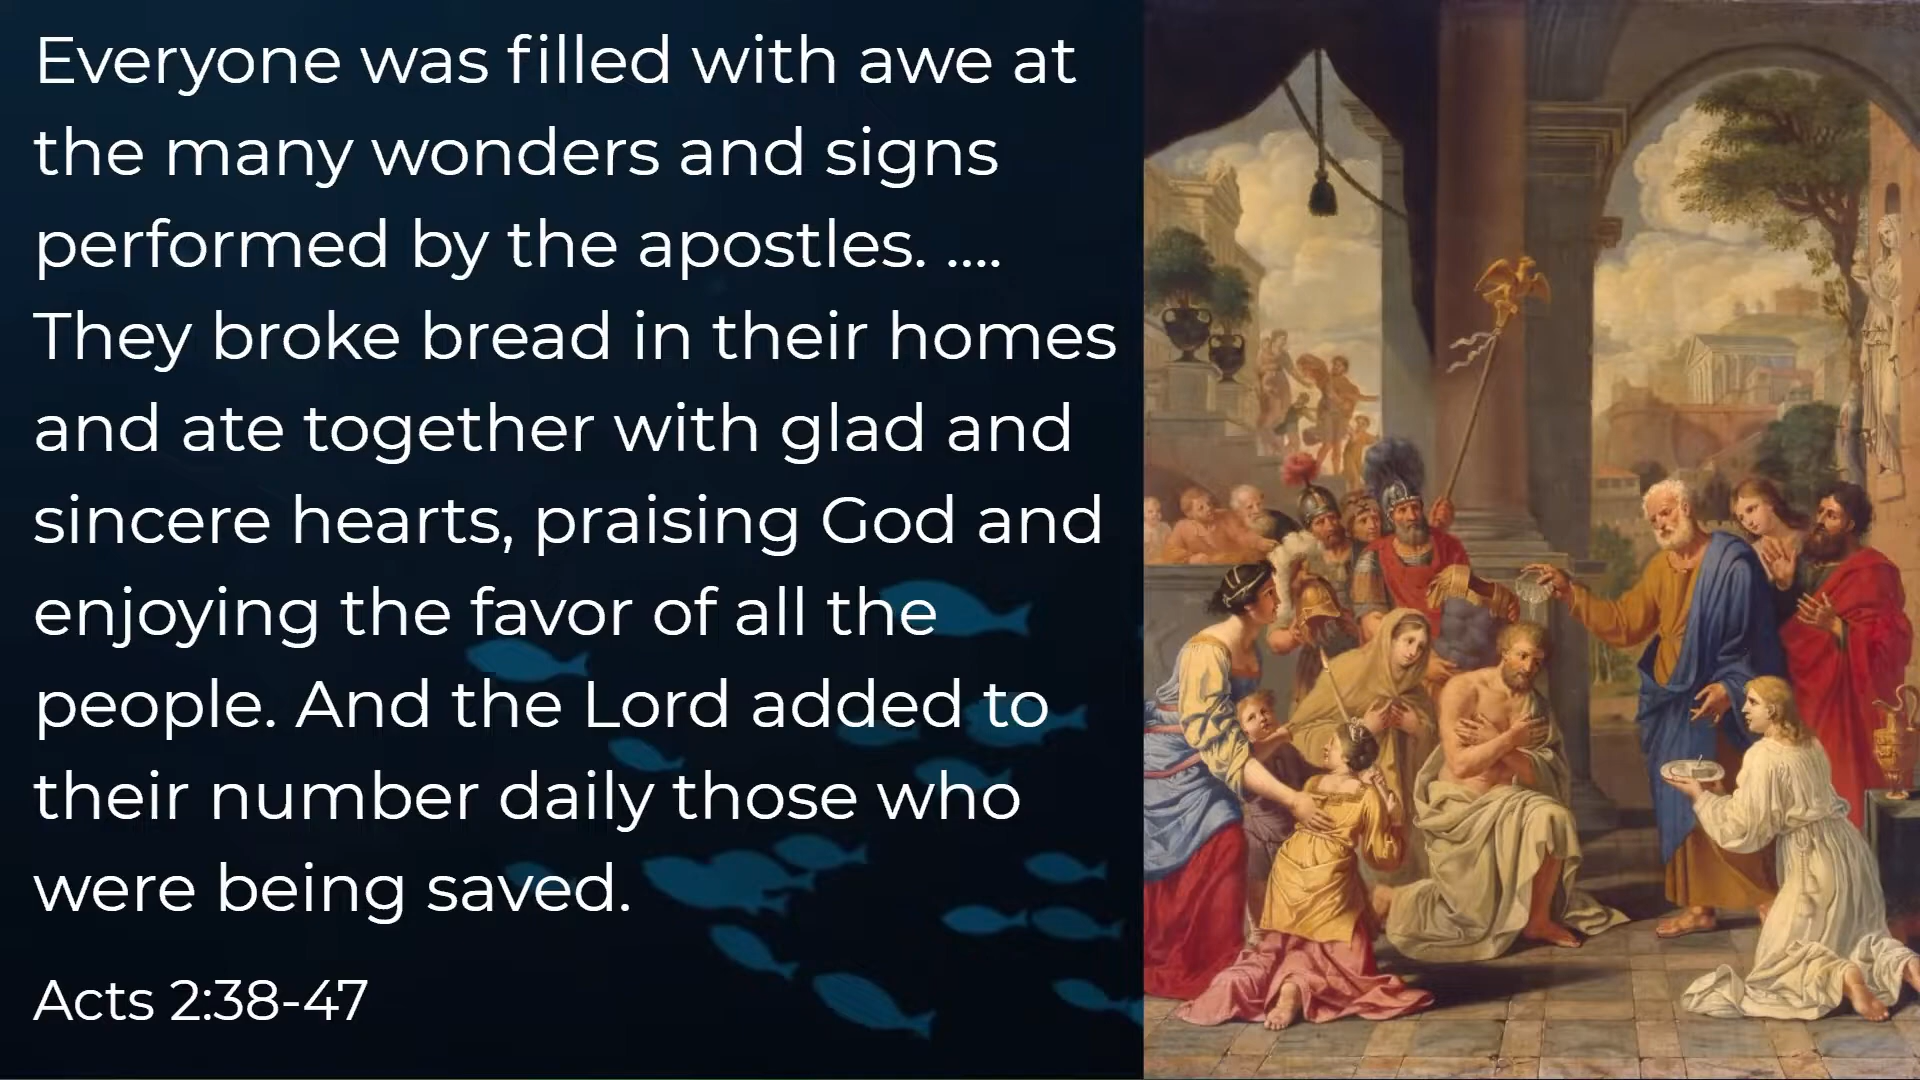 Everyone was filled with awe at
the many wonders and signs
performed by the apostles. ....
They broke bread in their homes
and ate together with glad and
sincere hearts, praising God and
enjoying the favor of all the
people. And the Lord added to
their number daily those who
were being saved.
Acts 2:38-47